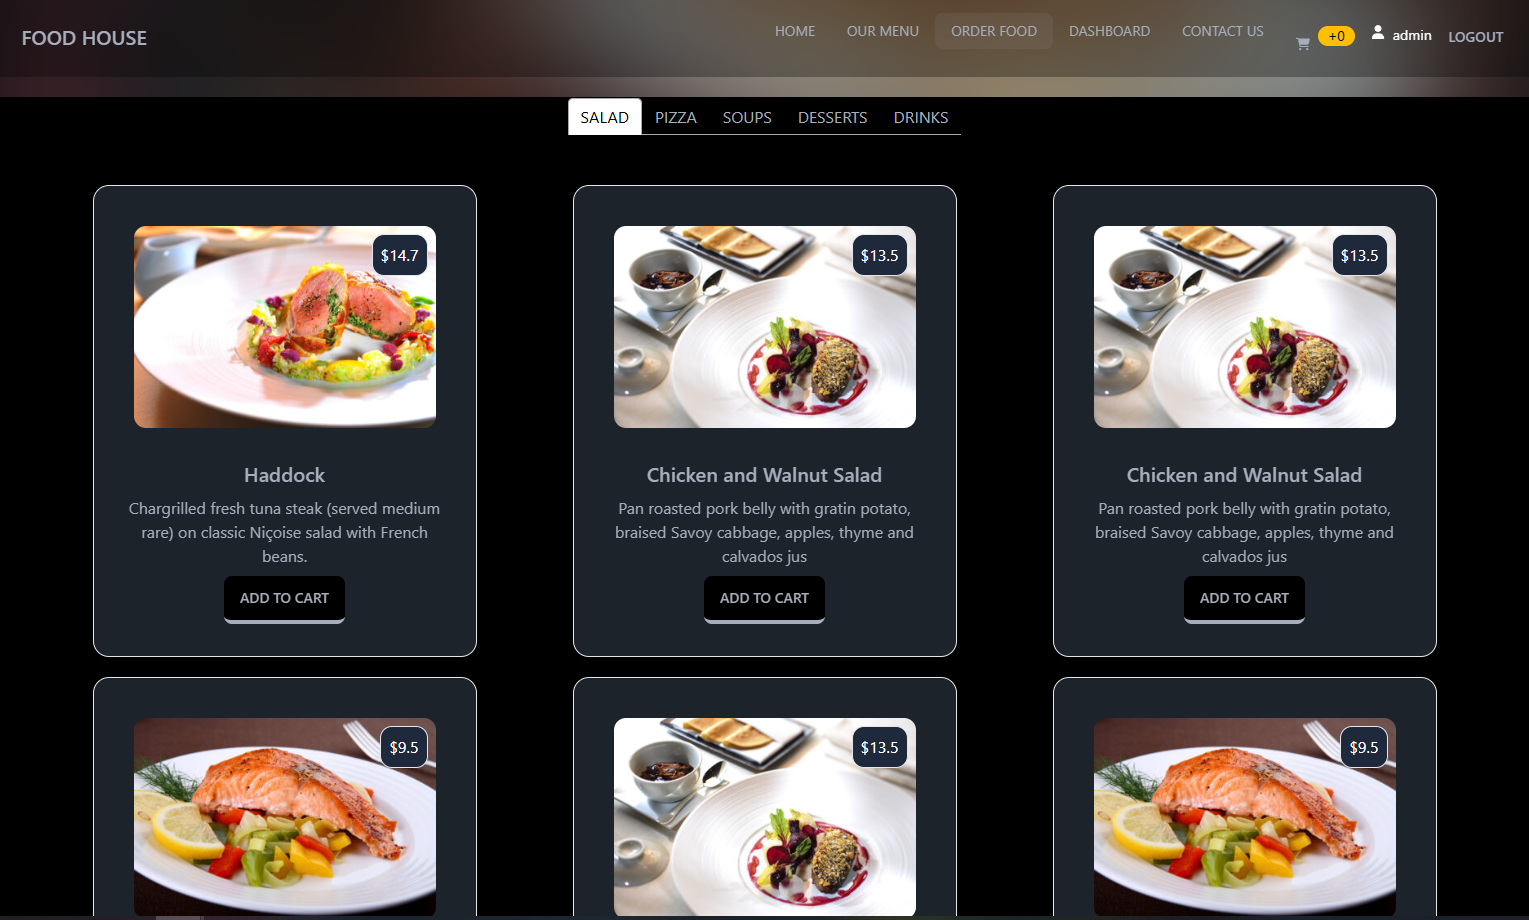 FOOD HOUSE
HOME
OUR MENU
ORDER FOOD
DASHBOARD
CONTACT US
+0
admin
LOGOUT
SALAD
PIZZA
SOUPS
DESSERTS
DRINKS
$14.7
Haddock
Chargrilled fresh tuna steak (served medium
rare) on classic Niçoise salad with French
beans.
ADD TO CART
$13.5
Chicken and Walnut Salad
Pan roasted pork belly with gratin potato,
braised Savoy cabbage, apples, thyme and
calvados jus
ADD TO CART
$13.5
Chicken and Walnut Salad
Pan roasted pork belly with gratin potato,
braised Savoy cabbage, apples, thyme and
calvados jus
ADD TO CART
$9.5
$13.5
$9.5